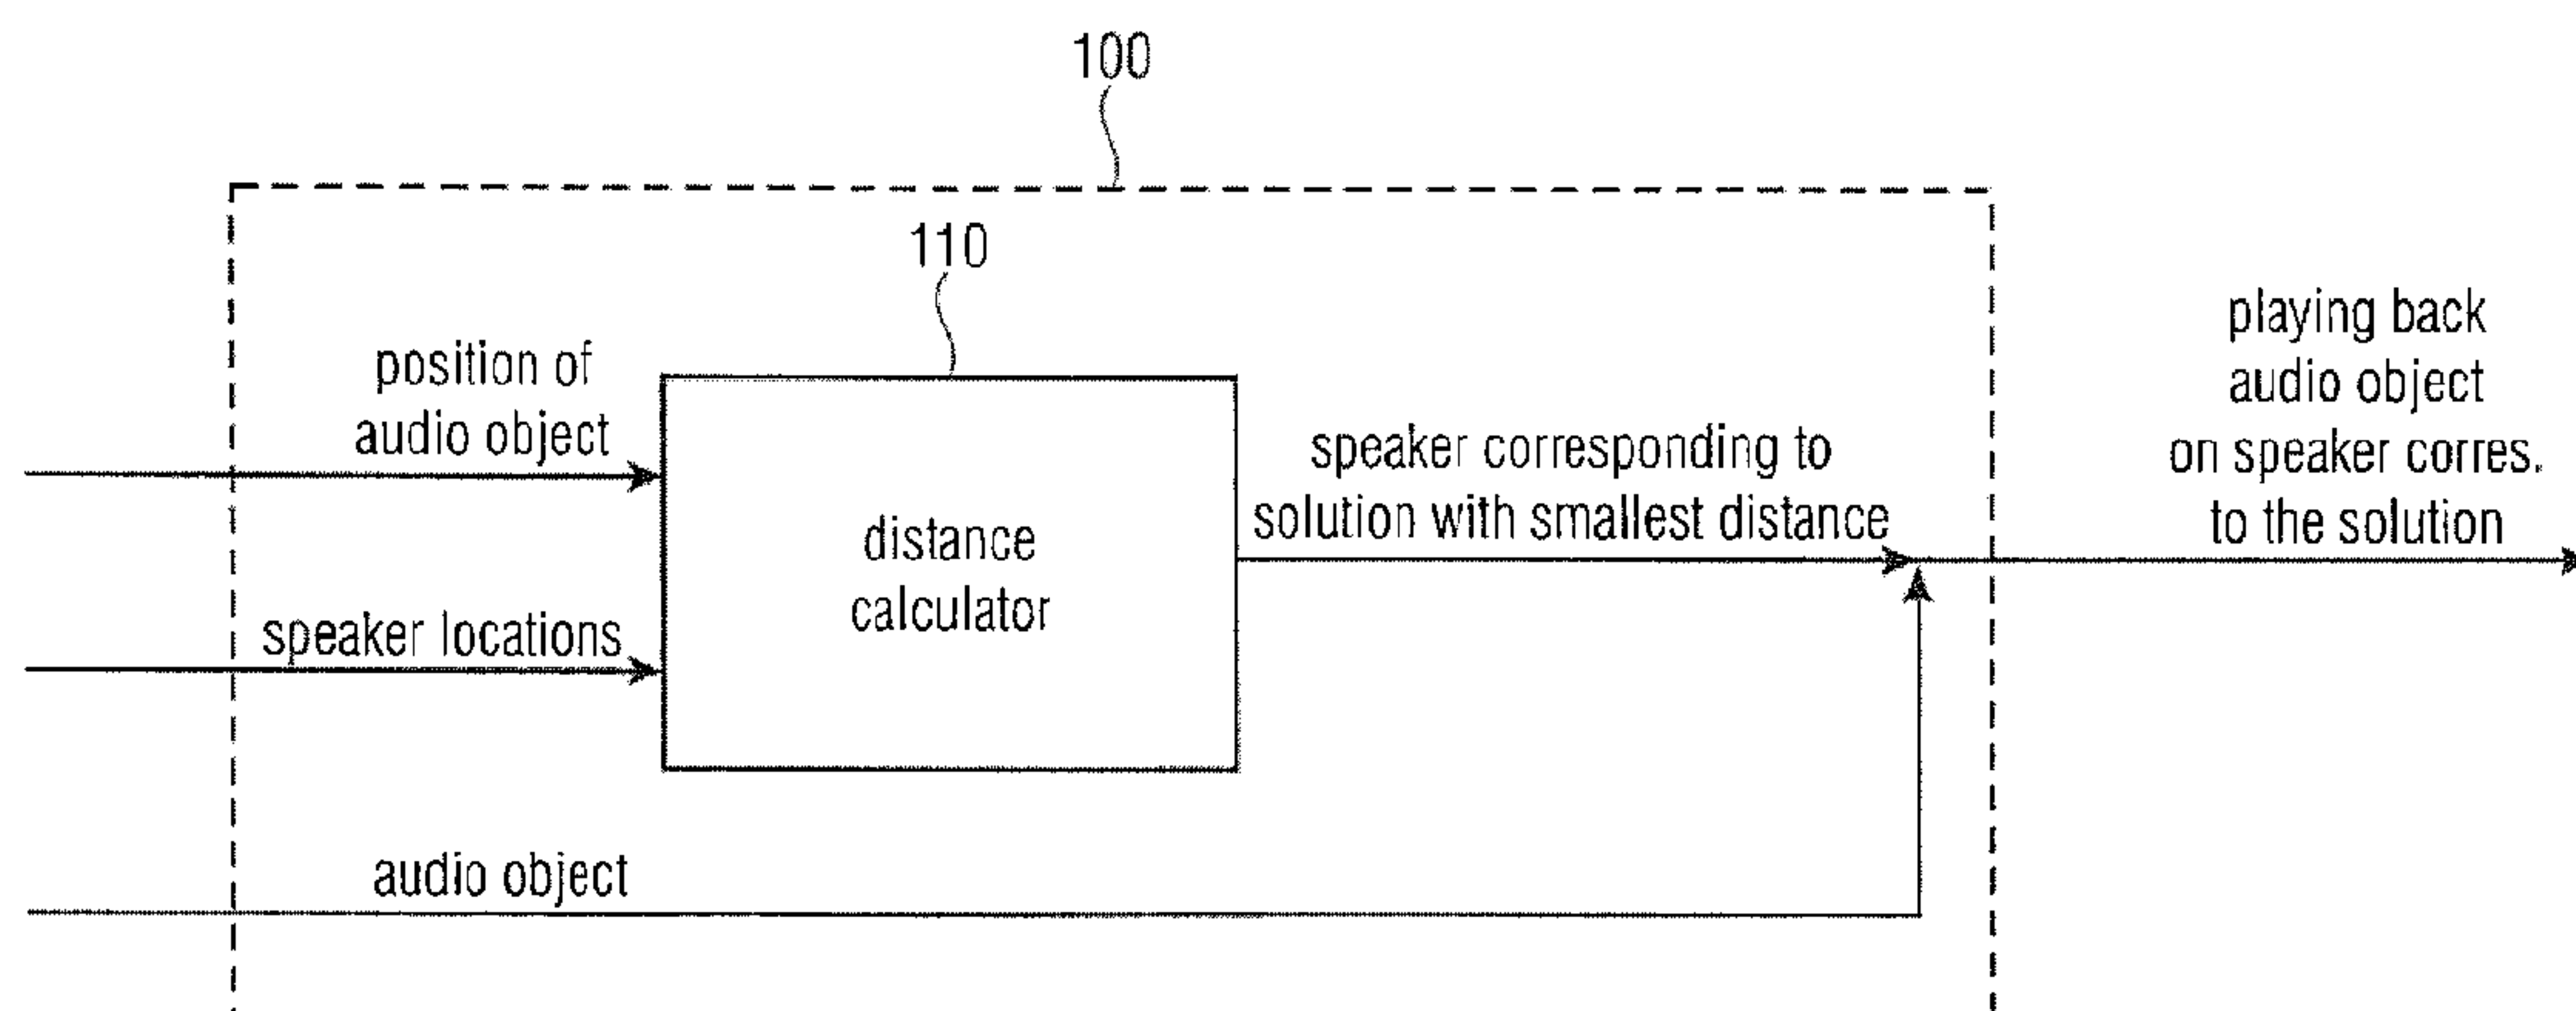 100
110
position of
audio object
speaker locations
audio object
distance
calculator
speaker corresponding to
solution with smallest distance
playing back
audio object
on speaker corres.
to the solution